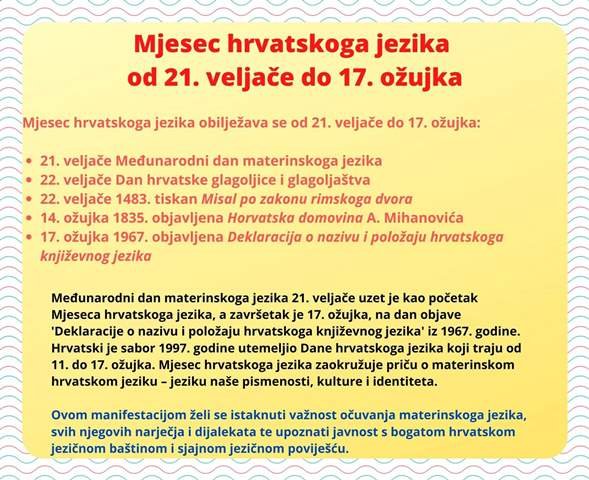 Mjesec hrvatskoga jezika
od 21. veljače do 17. ožujka
Mjesec hrvatskoga jezika obilježava se od 21. veljače do 17. ožujka:
• 21. veljače Međunarodni dan materinskoga jezika
• 22. veljače Dan hrvatske glagoljice i glagoljaštva
• 22. veljače 1483. tiskan Misal po zakonu rimskoga dvora
• 14. ožujka 1835. objavljena Horvatska domovina A. Mihanovića
• 17. ožujka 1967. objavljena Deklaracija o nazivu i položaju hrvatskoga
književnog jezika
Međunarodni dan materinskoga jezika 21. veljače uzet je kao početak
Mjeseca hrvatskoga jezika, a završetak je 17. ožujka, na dan objave
'Deklaracije o nazivu i položaju hrvatskoga književnog jezika' iz 1967. godine.
Hrvatski je sabor 1997. godine utemeljio Dane hrvatskoga jezika koji traju od
11. do 17. ožujka. Mjesec hrvatskoga jezika zaokružuje priču o materinskom
hrvatskom jeziku – jeziku naše pismenosti, kulture i identiteta.
Ovom manifestacijom želi se istaknuti važnost očuvanja materinskoga jezika,
svih njegovih narječja i dijalekata te upoznati javnost s bogatom hrvatskom
jezičnom baštinom i sjajnom jezičnom poviješću.